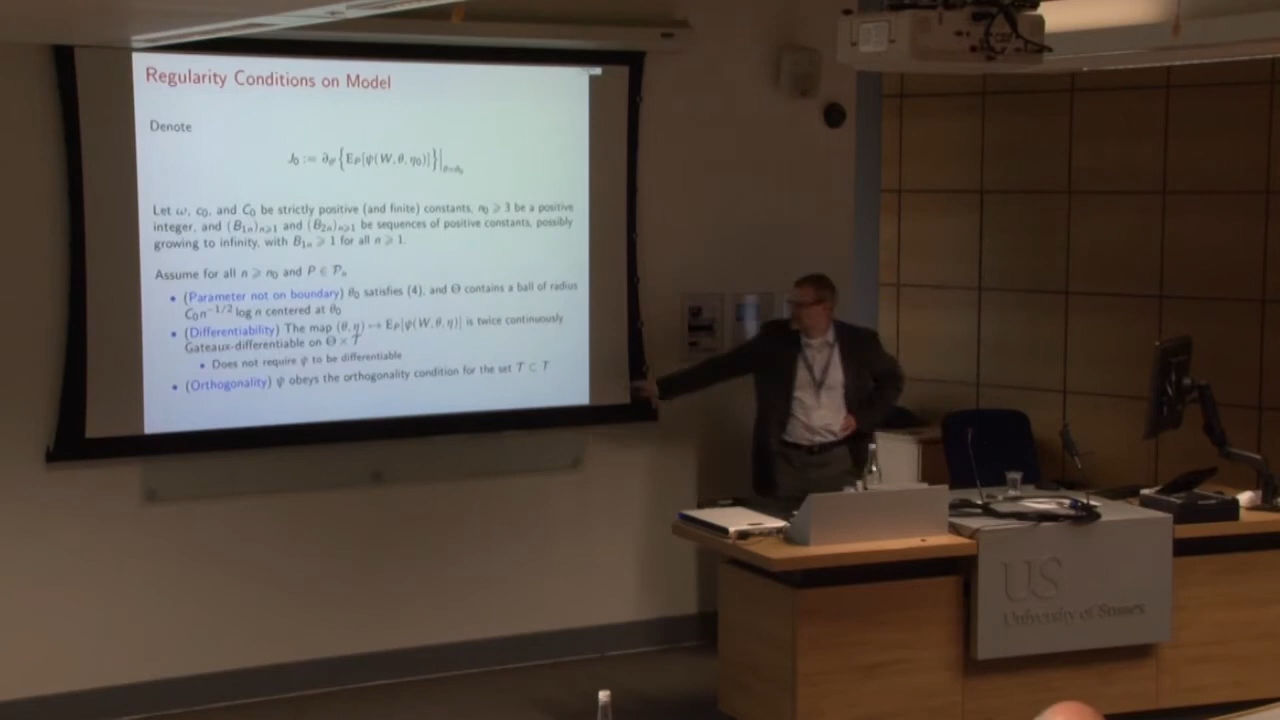 Regularity Conditions on Model
Denote
J₀ := ∂_θ′ {E_P[ψ(W, θ, η₀)]}|_θ=θ₀
Let ω, c₀, and C₀ be strictly positive (and finite) constants, n₀ ⩾ 3 be a positive
integer, and (B₁ₙ)ₙ⩾₁ and (B₂ₙ)ₙ⩾₁ be sequences of positive constants, possibly
growing to infinity, with B₁ₙ ⩾ 1 for all n ⩾ 1.
Assume for all n ⩾ n₀ and P ∈ 𝒫ₙ
• (Parameter not on boundary) θ₀ satisfies (4), and Θ contains a ball of radius
C₀n⁻¹/² log n centered at θ₀
• (Differentiability) The map (θ, η) ↦ E_P[ψ(W, θ, η)] is twice continuously
Gateaux-differentiable on Θ × 𝒯
• Does not require ψ to be differentiable
• (Orthogonality) ψ obeys the orthogonality condition for the set 𝒯 ⊂ T
US
University of Sussex